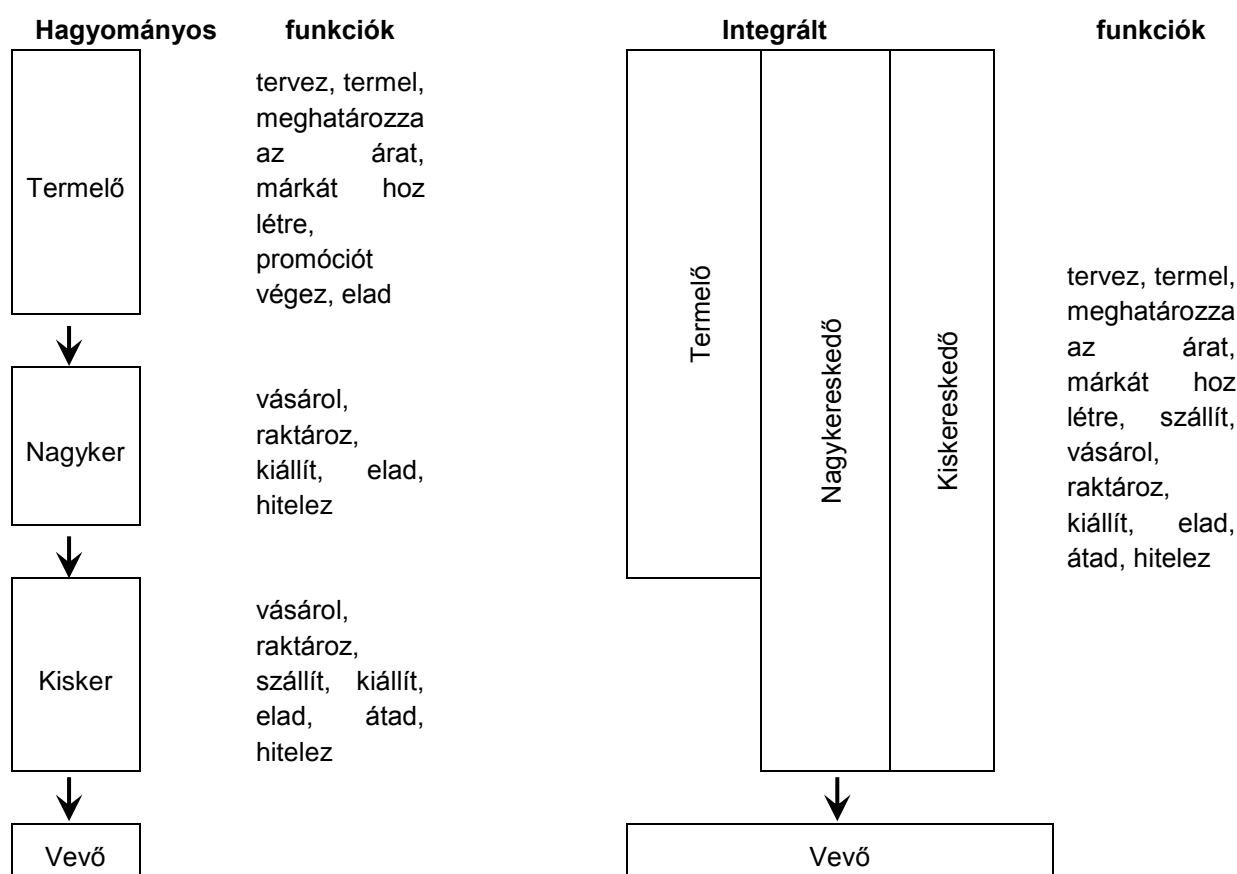 Hagyományos funkciók
Termelő
tervez, termel,
meghatározza
az árat,
márkát hoz
létre,
promóciót
végez, elad
Nagyker
vásárol,
raktároz,
kiállít, elad,
hitelez
Kisker
vásárol,
raktároz,
szállít, kiállít,
elad, átad,
hitelez
Vevő
Integrált funkciók
Termelő
Nagykereskedő
Kiskereskedő
tervez, termel,
meghatározza
az árat,
márkát hoz
létre, szállít,
vásárol,
raktároz,
kiállít, elad,
átad, hitelez
Vevő